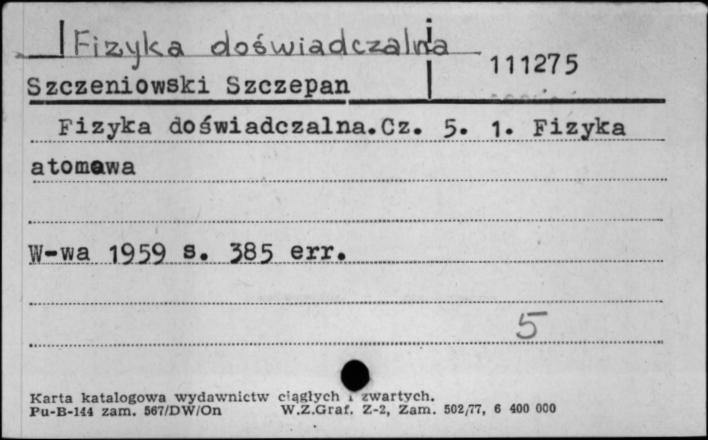 Fizyka doświadczalna
111275
Szczeniowski Szczepan
Fizyka doświadczalna.Cz. 5. 1. Fizyka
atomowa
W-wa 1959 s. 385 err.
5
Karta katalogowa wydawnictw ciągłych i zwartych.
Pu-B-144 zam. 567/DW/On W.Z.Graf. Z-2, Zam. 502/77, 6 400 000